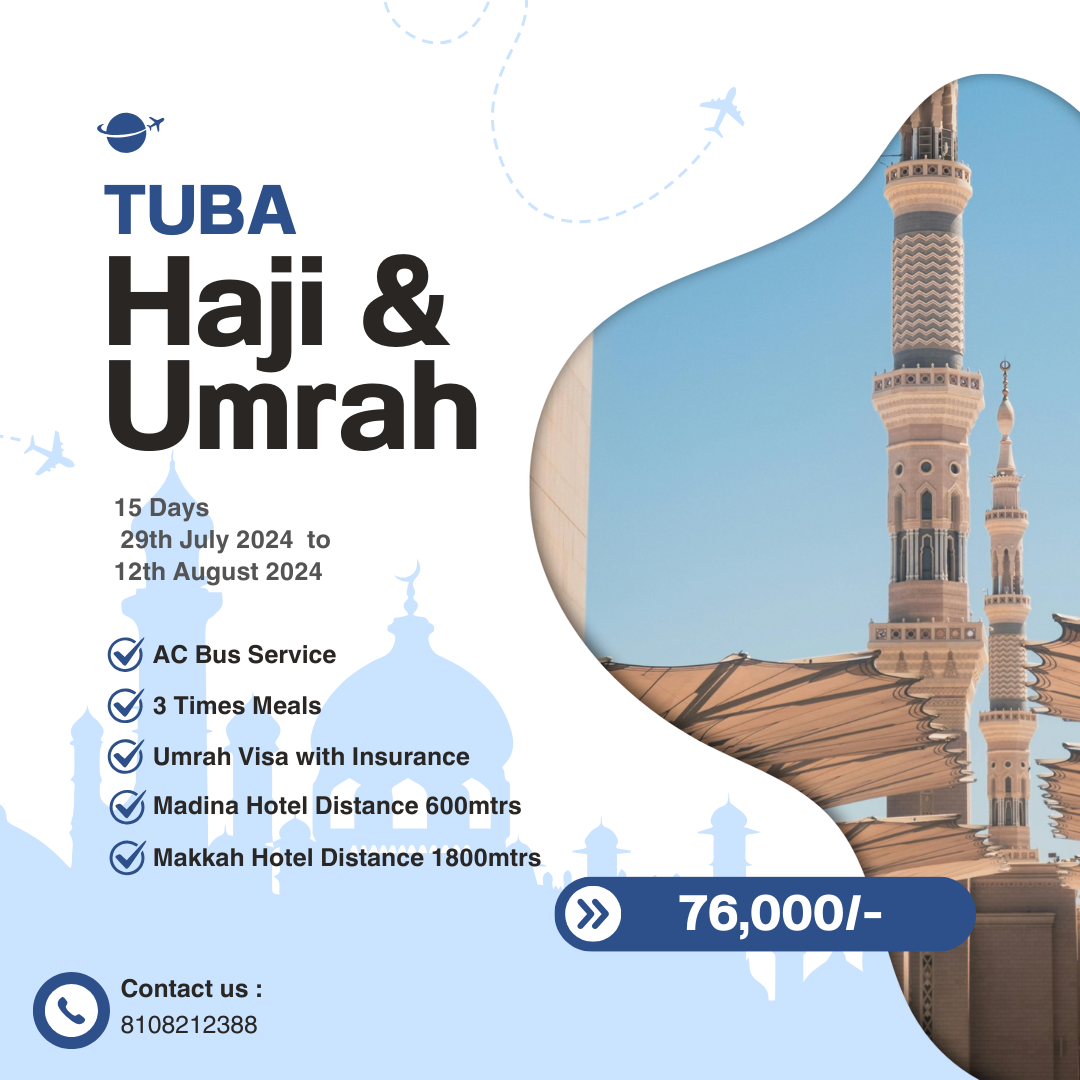 TUBA
Haji &
Umrah
15 Days
29th July 2024 to
12th August 2024
AC Bus Service
3 Times Meals
Umrah Visa with Insurance
Madina Hotel Distance 600mtrs
Makkah Hotel Distance 1800mtrs
76,000/-
Contact us :
8108212388